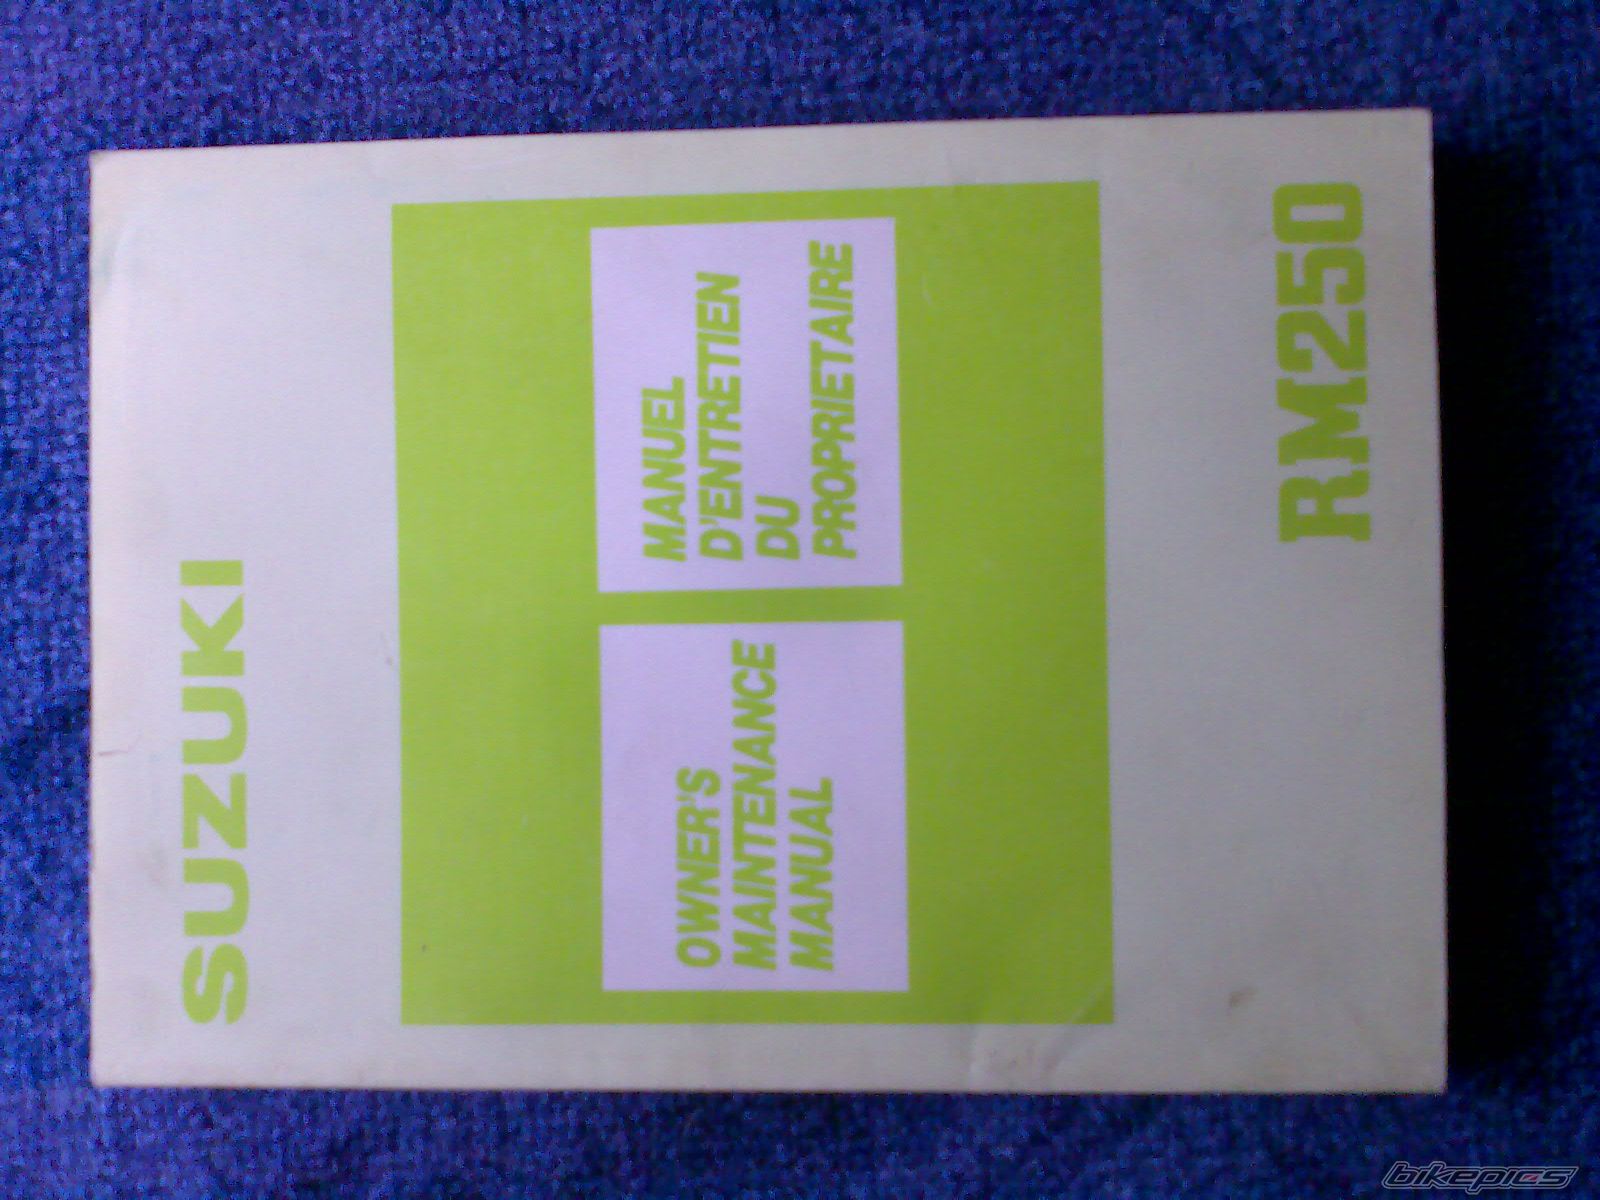 SUZUKI
OWNER'S
MAINTENANCE
MANUAL
MANUEL
D'ENTRETIEN
DU
PROPRIETAIRE
RM250
bikepics